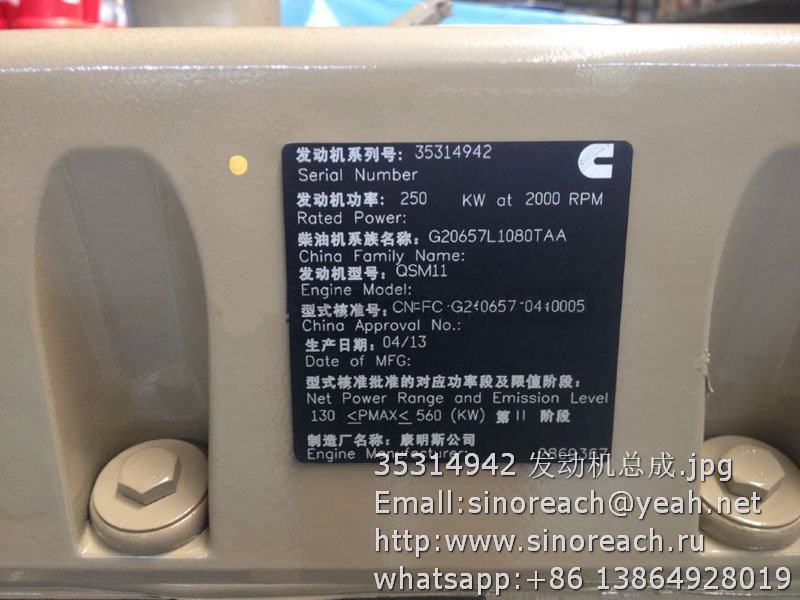 发动机系列号: 35314942
Serial Number
发动机功率: 250 KW at 2000 RPM
Rated Power:
柴油机系族名称: G20657L1080TAA
China Family Name:
发动机型号: QSM11
Engine Model:
型式核准号: CN FC G2 0657 0440005
China Approval No.:
生产日期: 04/13
Date of MFG:
型式核准批准的对应功率段及限值阶段:
Net Power Range and Emission Level
130 ≤PMAX≤ 560 (KW) 第II 阶段
制造厂名称: 康明斯公司
Engine Manufacturer
35314942 发动机总成.jpg
Email:sinoreach@yeah.net
http:www.sinoreach.ru
whatsapp:+86 13864928019